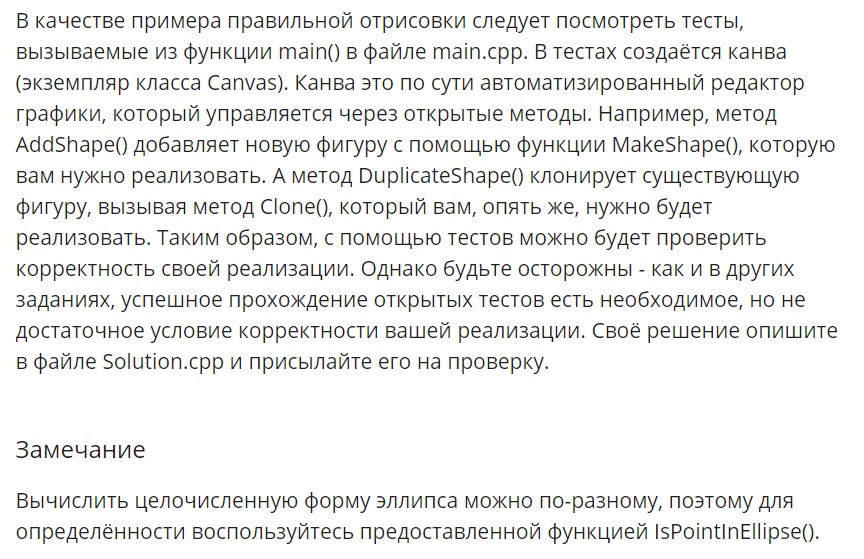 В качестве примера правильной отрисовки следует посмотреть тесты,
вызываемые из функции main() в файле main.cpp. В тестах создаётся канва
(экземпляр класса Canvas). Канва это по сути автоматизированный редактор
графики, который управляется через открытые методы. Например, метод
AddShape() добавляет новую фигуру с помощью функции MakeShape(), которую
вам нужно реализовать. А метод DuplicateShape() клонирует существующую
фигуру, вызывая метод Clone(), который вам, опять же, нужно будет
реализовать. Таким образом, с помощью тестов можно будет проверить
корректность своей реализации. Однако будьте осторожны - как и в других
заданиях, успешное прохождение открытых тестов есть необходимое, но не
достаточное условие корректности вашей реализации. Своё решение опишите
в файле Solution.cpp и присылайте его на проверку.
Замечание
Вычислить целочисленную форму эллипса можно по-разному, поэтому для
определённости воспользуйтесь предоставленной функцией IsPointInEllipse().